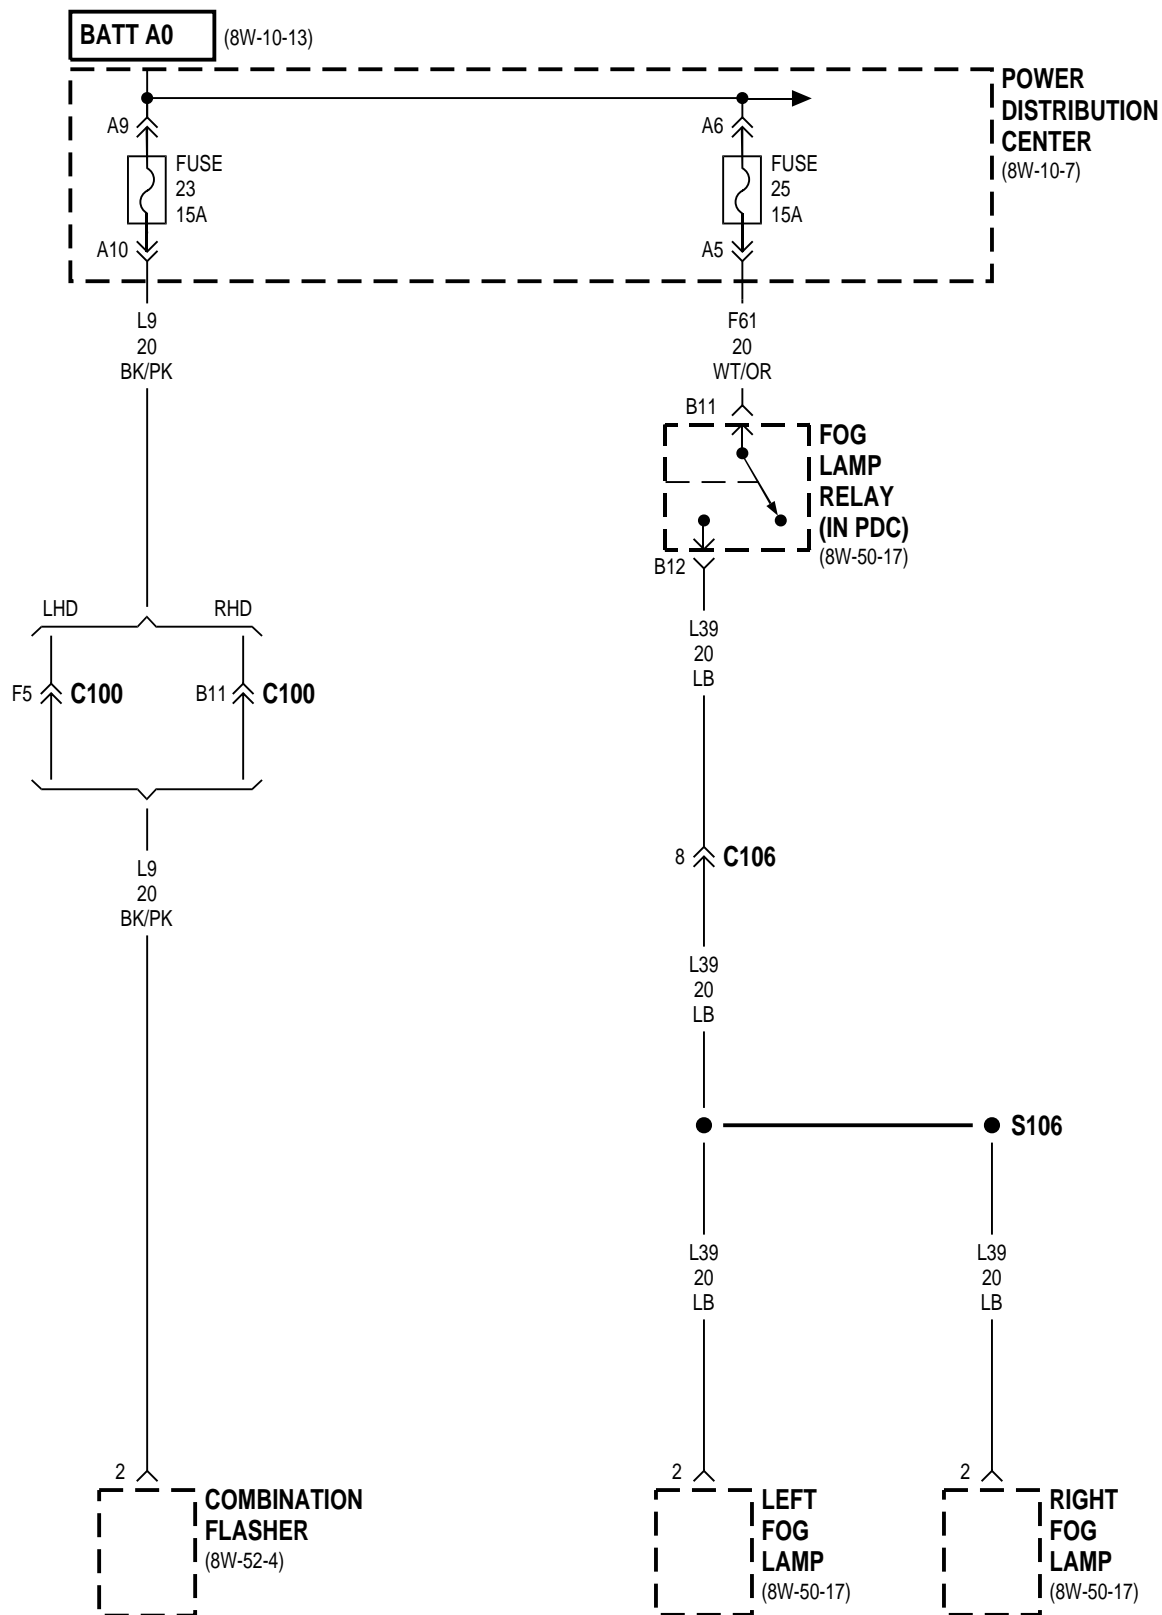 BATT A0
(8W-10-13)
POWER
DISTRIBUTION
CENTER
(8W-10-7)
A9
FUSE
23
15A
A10
A6
FUSE
25
15A
A5
L9
20
BK/PK
F61
20
WT/OR
B11
FOG
LAMP
RELAY
(IN PDC)
(8W-50-17)
B12
LHD
RHD
F5
C100
B11
C100
L39
20
LB
8
C106
L9
20
BK/PK
L39
20
LB
S106
L39
20
LB
L39
20
LB
2
COMBINATION
FLASHER
(8W-52-4)
2
LEFT
FOG
LAMP
(8W-50-17)
2
RIGHT
FOG
LAMP
(8W-50-17)